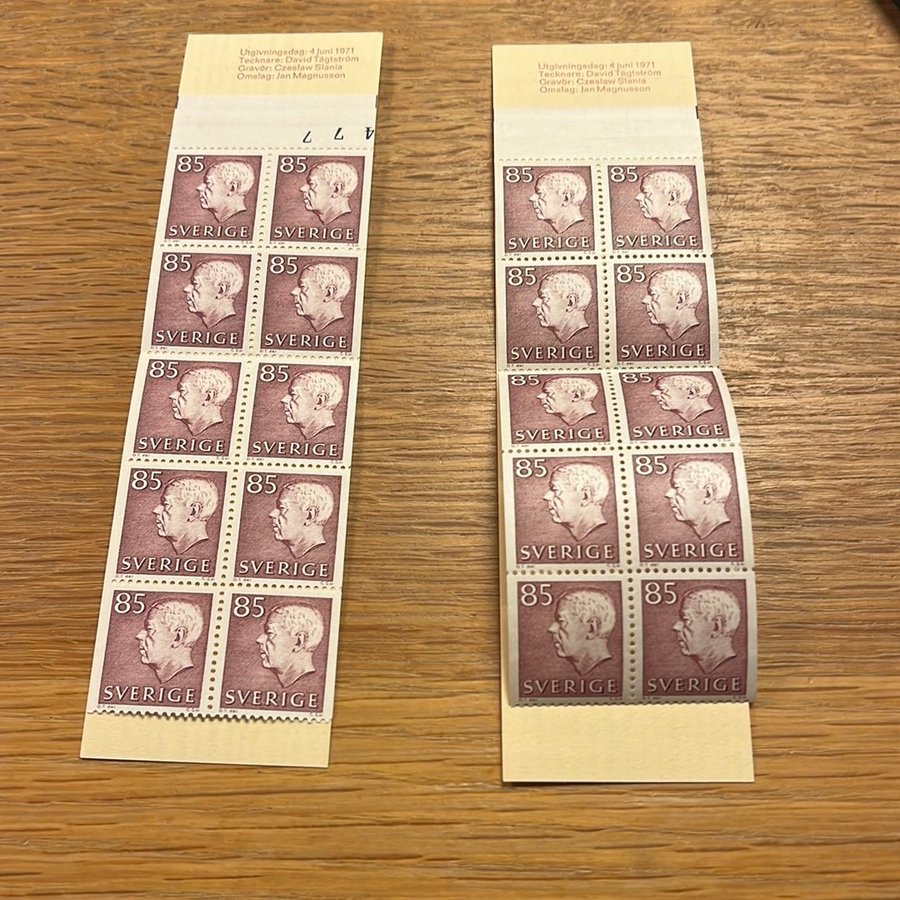 Utgivningsdag: 4 juni 1971
Tecknare: David Tägtström
Gravör: Czeslaw Slania
Omslag: Jan Magnusson
85 85
SVERIGE SVERIGE
85 85
SVERIGE SVERIGE
85 85
SVERIGE SVERIGE
85 85
SVERIGE SVERIGE
85 85
SVERIGE SVERIGE
Utgivningsdag: 4 juni 1971
Tecknare: David Tägtström
Gravör: Czeslaw Slania
Omslag: Jan Magnusson
85 85
SVERIGE SVERIGE
85 85
SVERIGE SVERIGE
85 85
SVERIGE SVERIGE
85 85
SVERIGE SVERIGE
85 85
SVERIGE SVERIGE